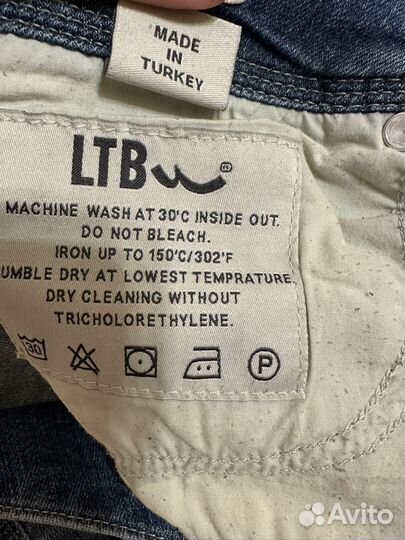 MADE
IN
TURKEY
LTB
MACHINE WASH AT 30°C INSIDE OUT.
DO NOT BLEACH.
IRON UP TO 150°C/302°F
UMBLE DRY AT LOWEST TEMPRATURE.
DRY CLEANING WITHOUT
TRICHOLORETHYLENE.
30
P
Avito